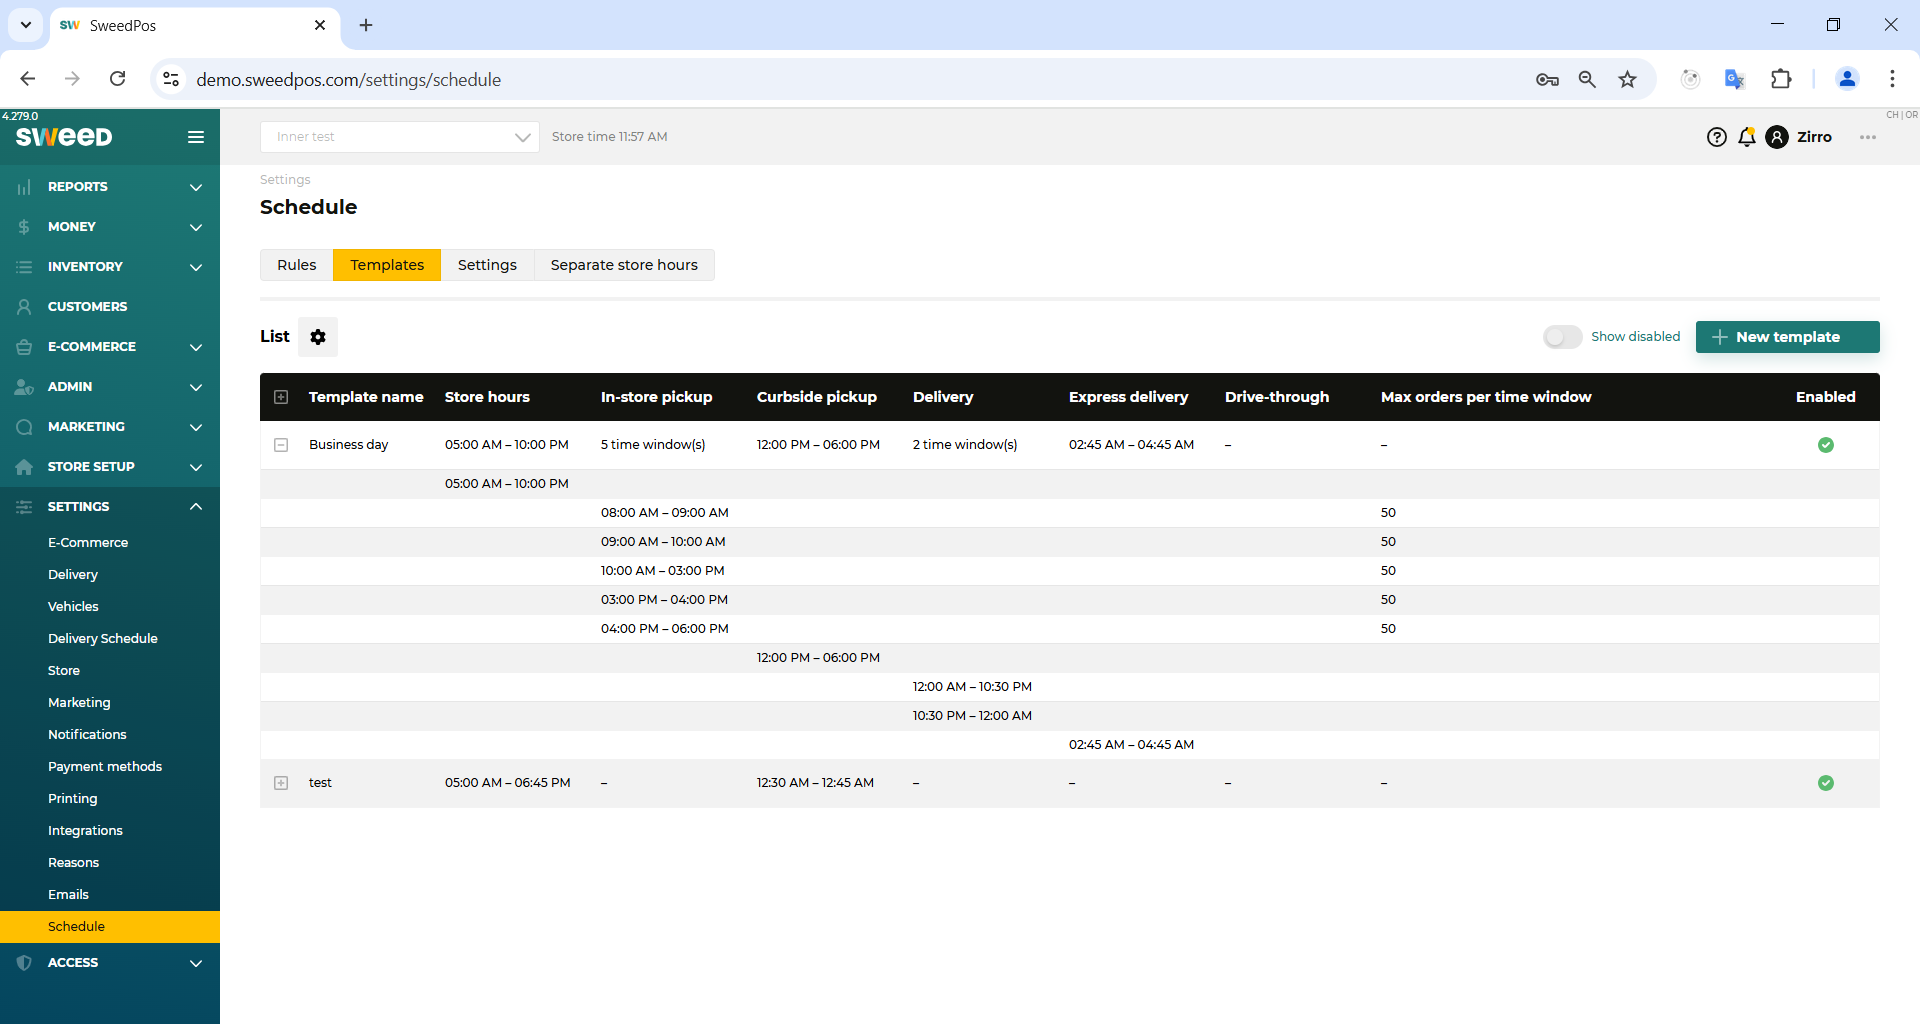 SW SweedPos
demo.sweedpos.com/settings/schedule
4.279.0
SWEED
Inner test
Store time 11:57 AM
Zirro
CH | OR
REPORTS
MONEY
INVENTORY
CUSTOMERS
E-COMMERCE
ADMIN
MARKETING
STORE SETUP
SETTINGS
E-Commerce
Delivery
Vehicles
Delivery Schedule
Store
Marketing
Notifications
Payment methods
Printing
Integrations
Reasons
Emails
Schedule
ACCESS
Settings
Schedule
Rules Templates Settings Separate store hours
List
Show disabled
New template
Template name Store hours In-store pickup Curbside pickup Delivery Express delivery Drive-through Max orders per time window Enabled
Business day 05:00 AM – 10:00 PM 5 time window(s) 12:00 PM – 06:00 PM 2 time window(s) 02:45 AM – 04:45 AM – –
05:00 AM – 10:00 PM
08:00 AM – 09:00 AM 50
09:00 AM – 10:00 AM 50
10:00 AM – 03:00 PM 50
03:00 PM – 04:00 PM 50
04:00 PM – 06:00 PM 50
12:00 PM – 06:00 PM
12:00 AM – 10:30 PM
10:30 PM – 12:00 AM
02:45 AM – 04:45 AM
test 05:00 AM – 06:45 PM – 12:30 AM – 12:45 AM – – – –